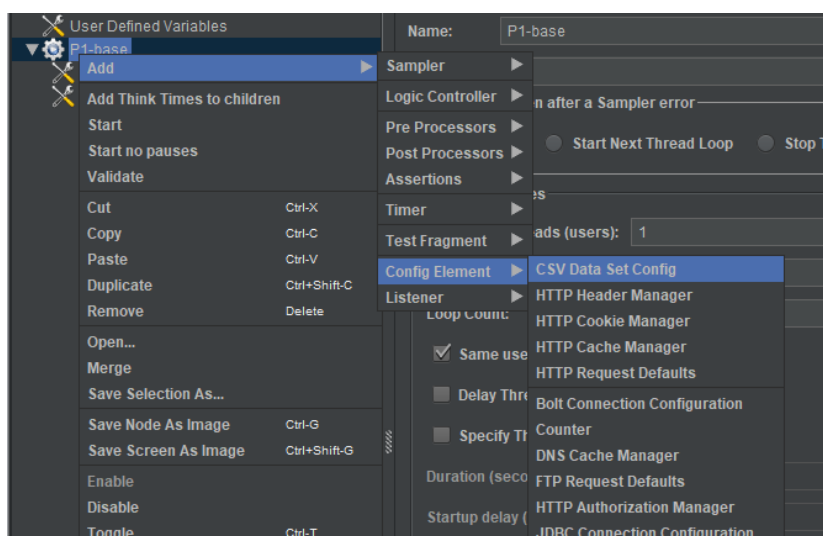 User Defined Variables
P1-base
Name: P1-base
Add
Add Think Times to children
Start
Start no pauses
Validate
Cut Ctrl-X
Copy Ctrl-C
Paste Ctrl-V
Duplicate Ctrl+Shift-C
Remove Delete
Open...
Merge
Save Selection As...
Save Node As Image Ctrl-G
Save Screen As Image Ctrl+Shift-G
Enable
Disable
Toggle Ctrl-T
Sampler
Logic Controller
Pre Processors
Post Processors
Assertions
Timer
Test Fragment
Config Element
Listener
n after a Sampler error
Start Next Thread Loop Stop T
es
ads (users): 1
Loop Count:
Same use
Delay Thre
Specify Th
Duration (seco
Startup delay (
CSV Data Set Config
HTTP Header Manager
HTTP Cookie Manager
HTTP Cache Manager
HTTP Request Defaults
Bolt Connection Configuration
Counter
DNS Cache Manager
FTP Request Defaults
HTTP Authorization Manager
JDBC Connection Configuration